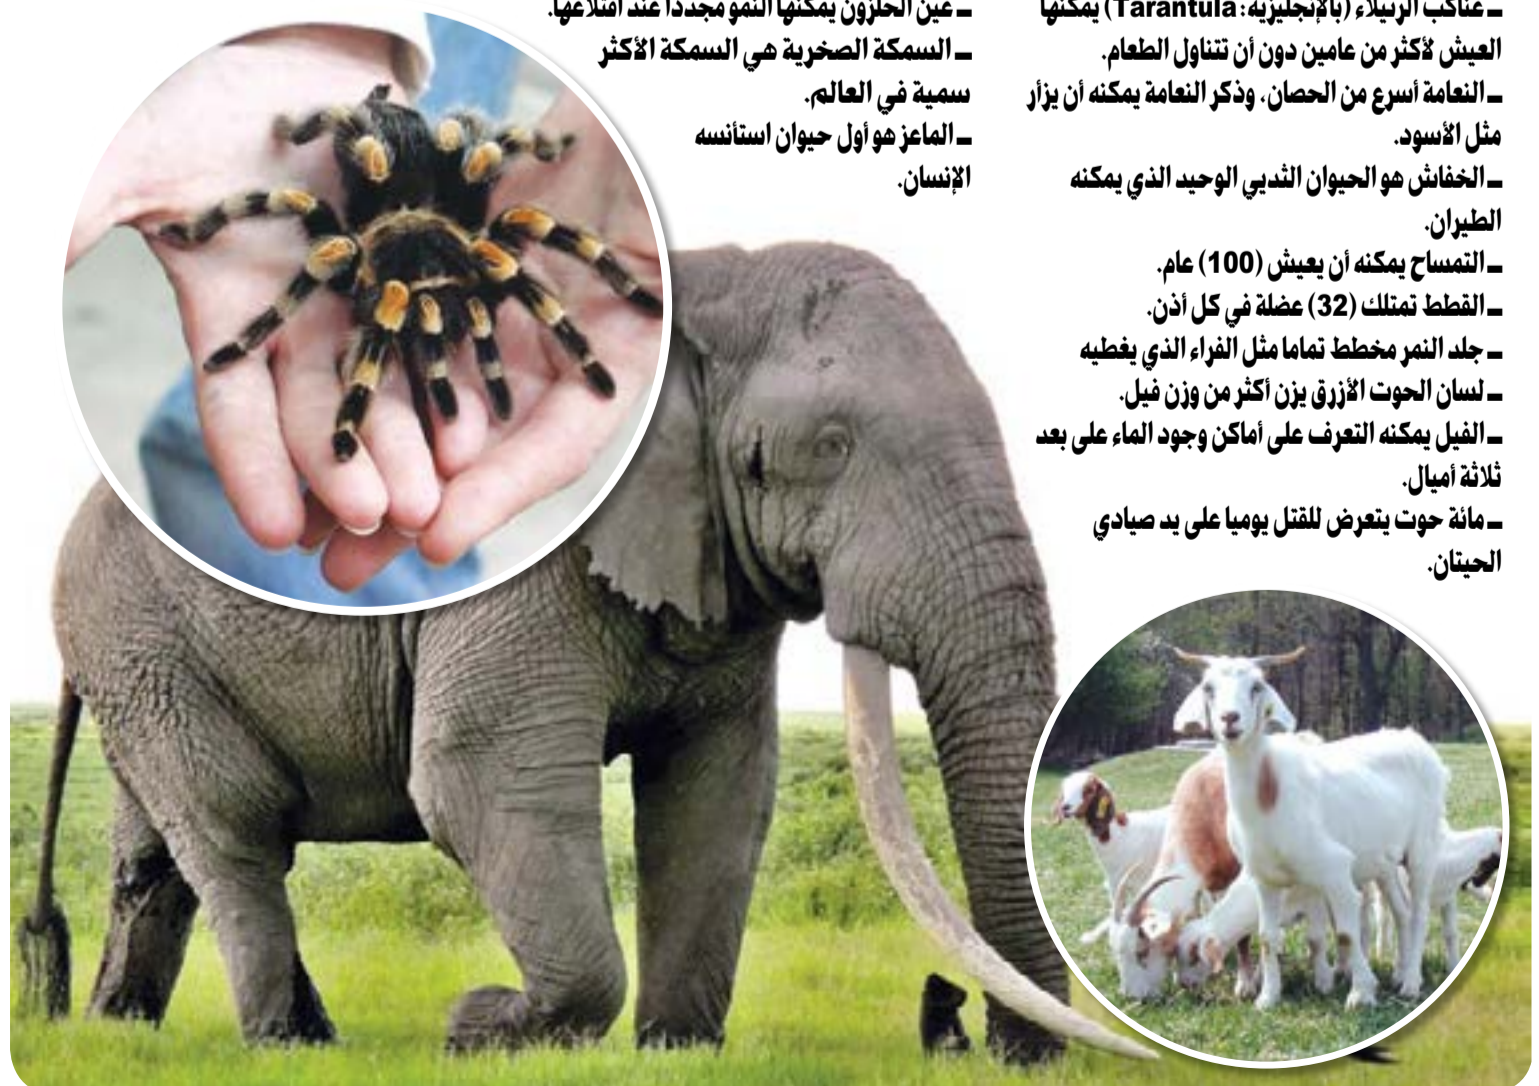 ـ عناكب الرتيلاء (بالإنجليزية: Tarantula) يمكنها
العيش لأكثر من عامين دون أن تتناول الطعام.
ـ النعامة أسرع من الحصان، وذكر النعامة يمكنه أن يزأر
مثل الأسود.
ـ الخفاش هو الحيوان الثديي الوحيد الذي يمكنه
الطيران.
ـ التمساح يمكنه أن يعيش (100) عام.
ـ القطط تمتلك (32) عضلة في كل أذن.
ـ جلد النمر مخطط تماما مثل الفراء الذي يغطيه
ـ لسان الحوت الأزرق يزن أكثر من وزن فيل.
ـ الفيل يمكنه التعرف على أماكن وجود الماء على بعد
ثلاثة أميال.
ـ مائة حوت يتعرض للقتل يوميا على يد صيادي
الحيتان.
ـ عين الحلزون يمكنها النمو مجددا عند اقتلاعها.
ـ السمكة الصخرية هي السمكة الأكثر
سمية في العالم.
ـ الماعز هو أول حيوان استأنسه
الإنسان.